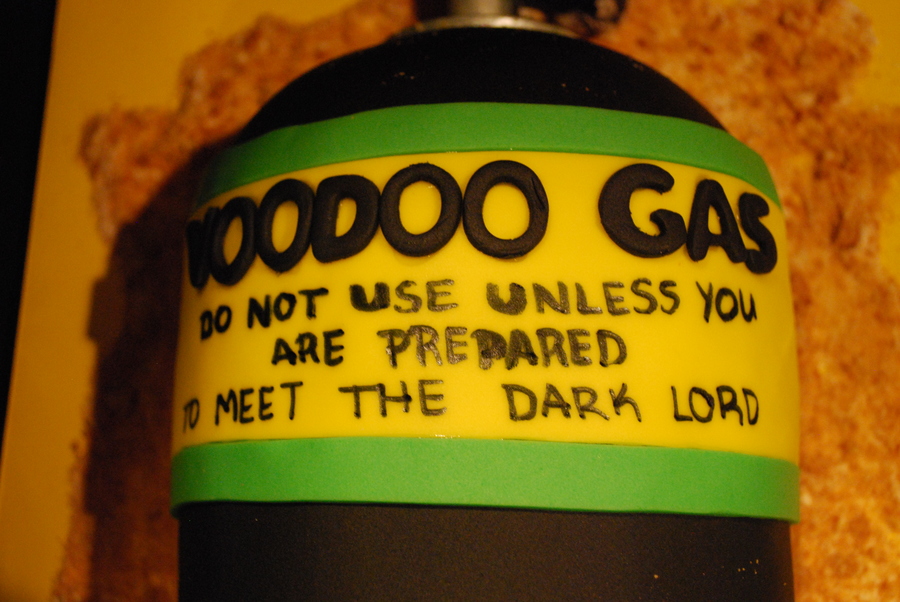 VOODOO GAS
DO NOT USE UNLESS YOU
ARE PREPARED
TO MEET THE DARK LORD